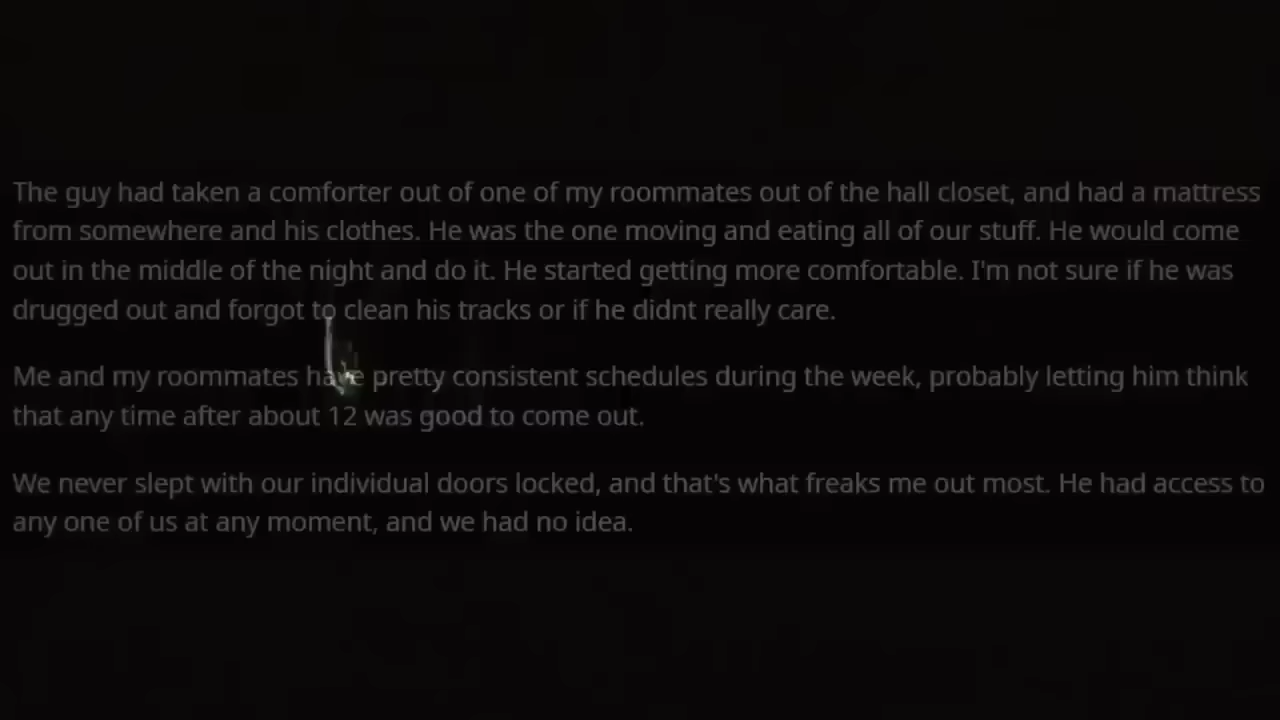 The guy had taken a comforter out of one of my roommates out of the hall closet, and had a mattress
from somewhere and his clothes. He was the one moving and eating all of our stuff. He would come
out in the middle of the night and do it. He started getting more comfortable. I'm not sure if he was
drugged out and forgot to clean his tracks or if he didnt really care.
Me and my roommates have pretty consistent schedules during the week, probably letting him think
that any time after about 12 was good to come out.
We never slept with our individual doors locked, and that's what freaks me out most. He had access to
any one of us at any moment, and we had no idea.